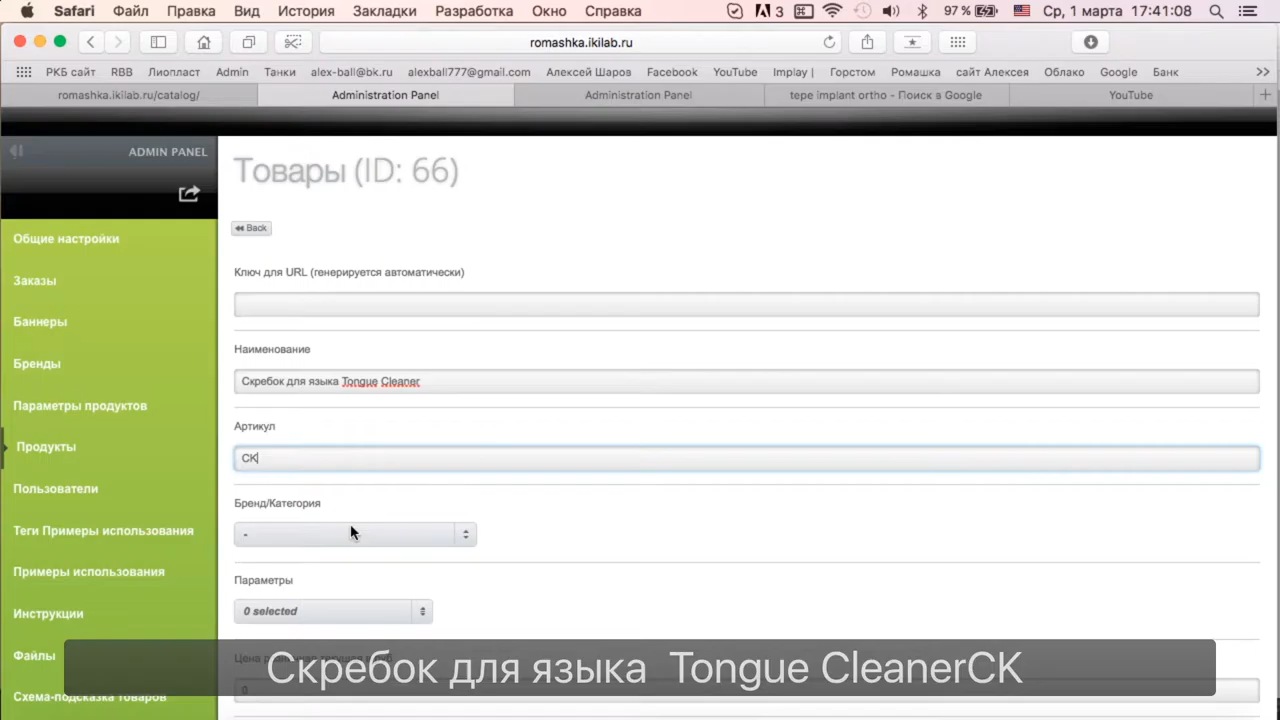 Safari Файл Правка Вид История Закладки Разработка Окно Справка 3 97 % Ср, 1 марта 17:41:08
romashka.ikilab.ru
РКБ сайт RBB Лиопласт Admin Танки alex-ball@bk.ru alexball777@gmail.com Алексей Шаров Facebook YouTube Implay | Горстом Ромашка сайт Алексея Облако Google Банк >>
romashka.ikilab.ru/catalog/ Administration Panel Administration Panel tepe implant ortho - Поиск в Google YouTube +
ADMIN PANEL
Общие настройки
Заказы
Баннеры
Бренды
Параметры продуктов
Продукты
Пользователи
Теги Примеры использования
Примеры использования
Инструкции
Файлы
Схема-подсказка товаров
Товары (ID: 66)
Back
Ключ для URL (генерируется автоматически)
Наименование
Скребок для языка Tongue Cleaner
Артикул
СК
Бренд/Категория
-
Параметры
0 selected
Цена
0
Скребок для языка Tongue CleanerСК